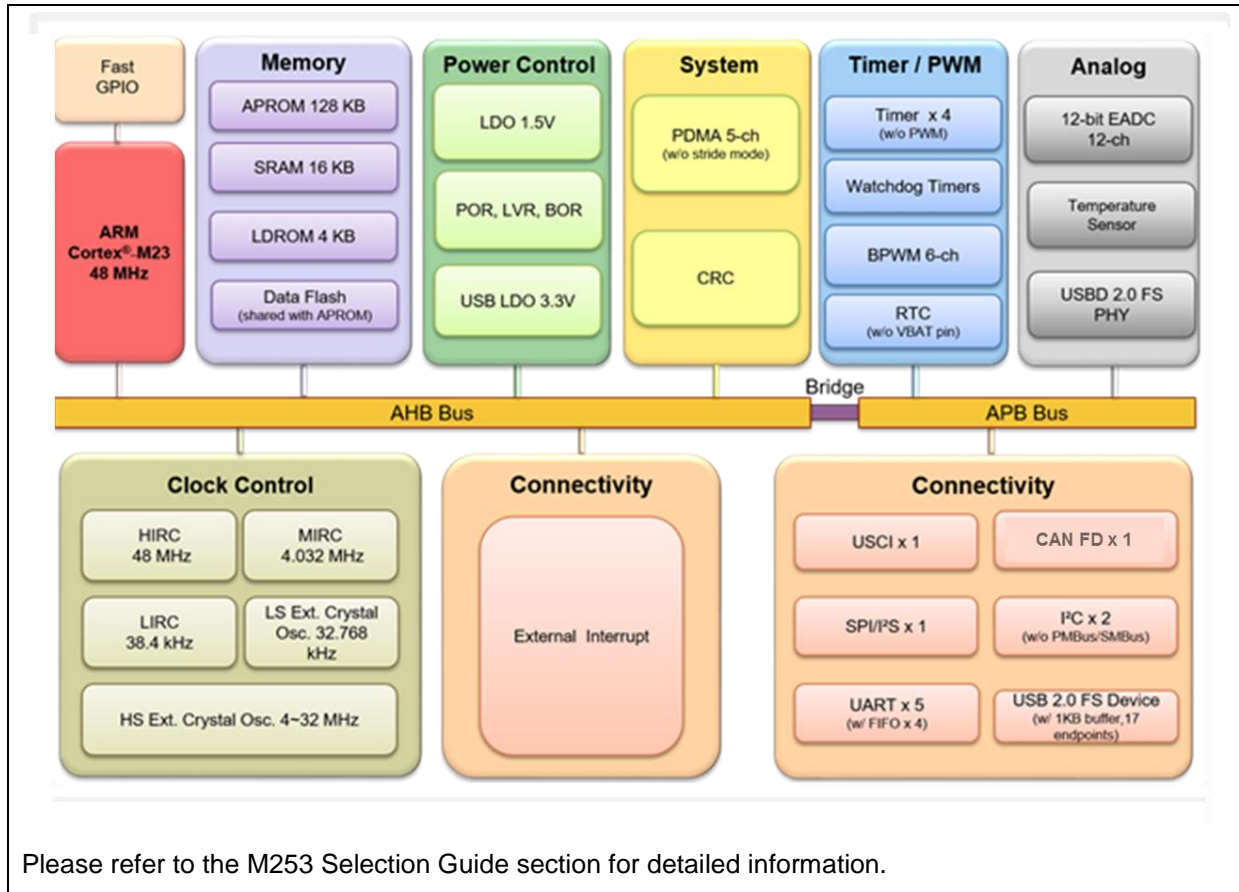 Fast
GPIO
ARM
Cortex®-M23
48 MHz
Memory
APROM 128 KB
SRAM 16 KB
LDROM 4 KB
Data Flash
(shared with APROM)
Power Control
LDO 1.5V
POR, LVR, BOR
USB LDO 3.3V
System
PDMA 5-ch
(w/o stride mode)
CRC
Timer / PWM
Timer x 4
(w/o PWM)
Watchdog Timers
BPWM 6-ch
RTC
(w/o VBAT pin)
Analog
12-bit EADC
12-ch
Temperature
Sensor
USBD 2.0 FS
PHY
AHB Bus
Bridge
APB Bus
Clock Control
HIRC
48 MHz
MIRC
4.032 MHz
LIRC
38.4 kHz
LS Ext. Crystal
Osc. 32.768
kHz
HS Ext. Crystal Osc. 4~32 MHz
Connectivity
External Interrupt
Connectivity
USCI x 1
CAN FD x 1
SPI/I²S x 1
I²C x 2
(w/o PMBus/SMBus)
UART x 5
(w/ FIFO x 4)
USB 2.0 FS Device
(w/ 1KB buffer,17
endpoints)
Please refer to the M253 Selection Guide section for detailed information.